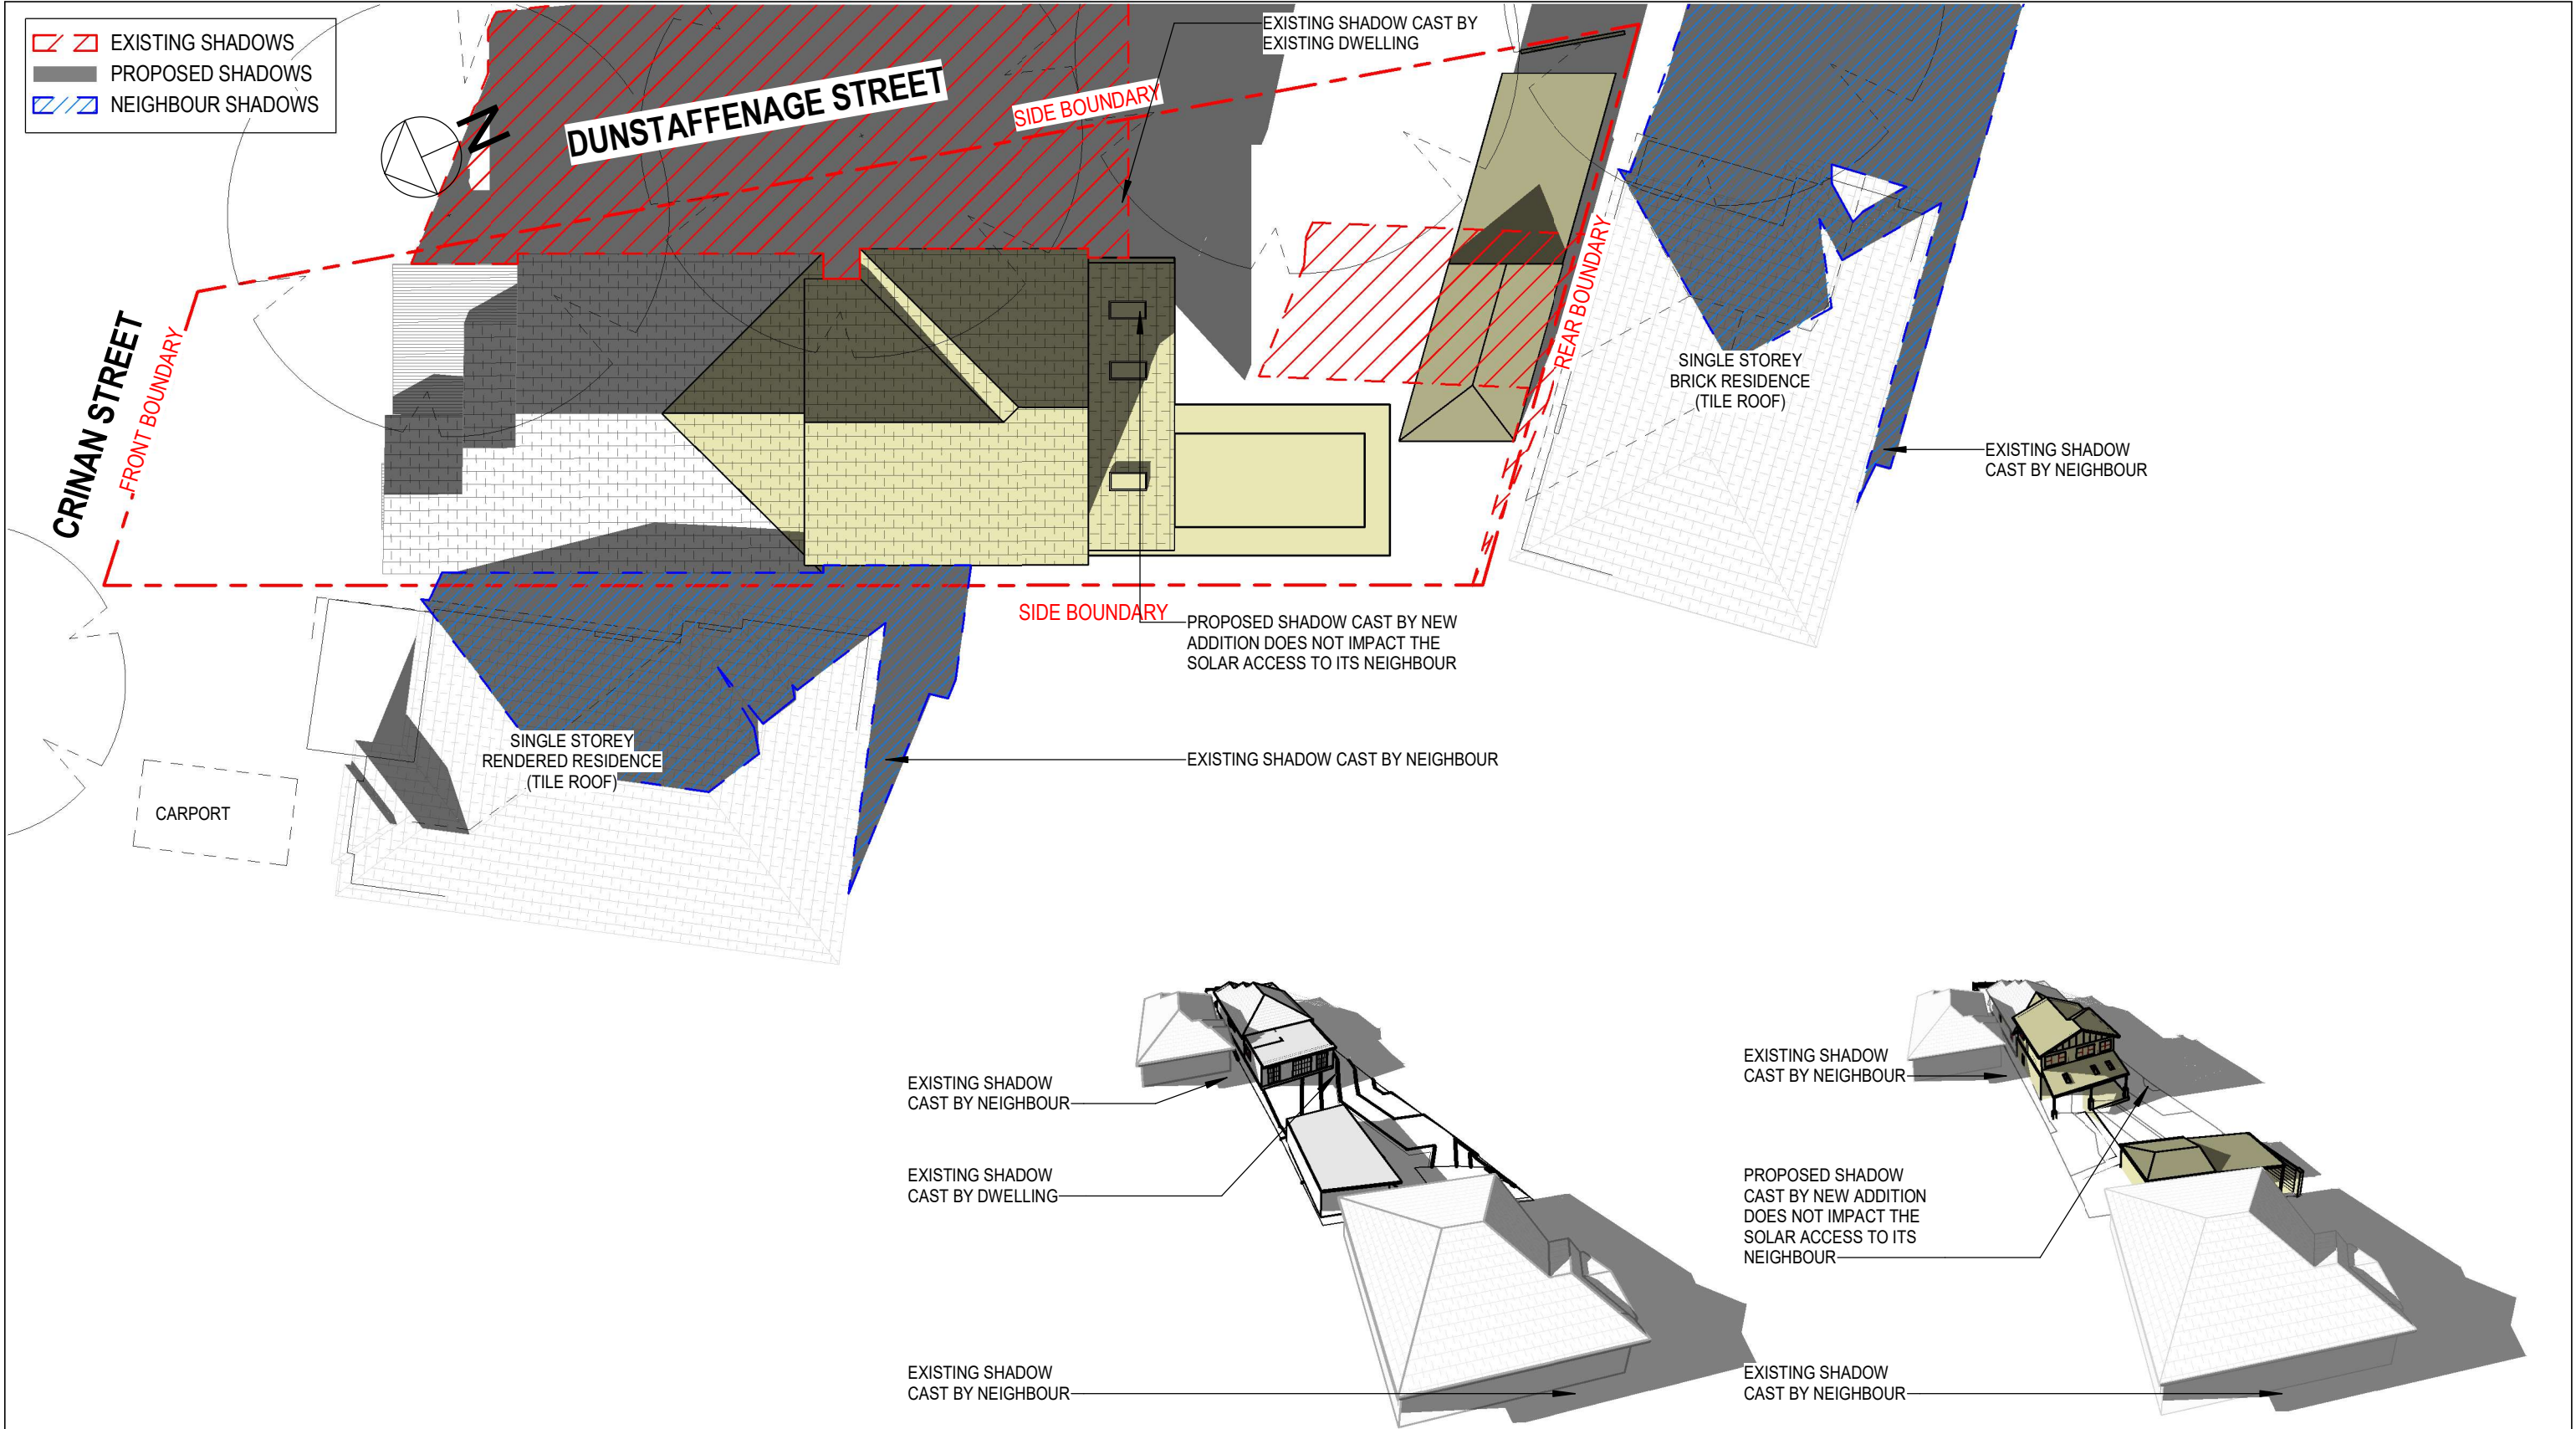 EXISTING SHADOWS
PROPOSED SHADOWS
NEIGHBOUR SHADOWS
N
DUNSTAFFENAGE STREET
SIDE BOUNDARY
EXISTING SHADOW CAST BY
EXISTING DWELLING
CRINAN STREET
FRONT BOUNDARY
REAR BOUNDARY
SINGLE STOREY
BRICK RESIDENCE
(TILE ROOF)
EXISTING SHADOW
CAST BY NEIGHBOUR
SIDE BOUNDARY
PROPOSED SHADOW CAST BY NEW
ADDITION DOES NOT IMPACT THE
SOLAR ACCESS TO ITS NEIGHBOUR
EXISTING SHADOW CAST BY NEIGHBOUR
SINGLE STOREY
RENDERED RESIDENCE
(TILE ROOF)
CARPORT
EXISTING SHADOW
CAST BY NEIGHBOUR
EXISTING SHADOW
CAST BY DWELLING
EXISTING SHADOW
CAST BY NEIGHBOUR
EXISTING SHADOW
CAST BY NEIGHBOUR
PROPOSED SHADOW
CAST BY NEW ADDITION
DOES NOT IMPACT THE
SOLAR ACCESS TO ITS
NEIGHBOUR
EXISTING SHADOW
CAST BY NEIGHBOUR